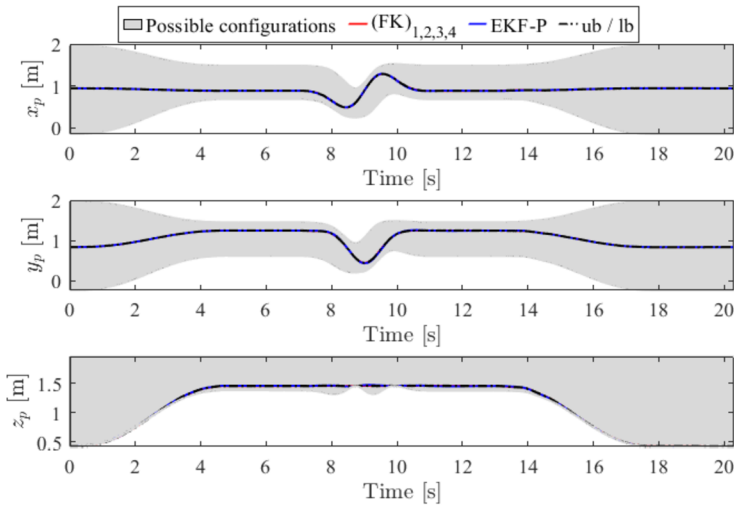 Possible configurations (FK)1,2,3,4 EKF-P ub / lb
2
1
0
xp [m]
0 2 4 6 8 10 12 14 16 18 20
Time [s]
2
1
0
yp [m]
0 2 4 6 8 10 12 14 16 18 20
Time [s]
1.5
1
0.5
zp [m]
0 2 4 6 8 10 12 14 16 18 20
Time [s]